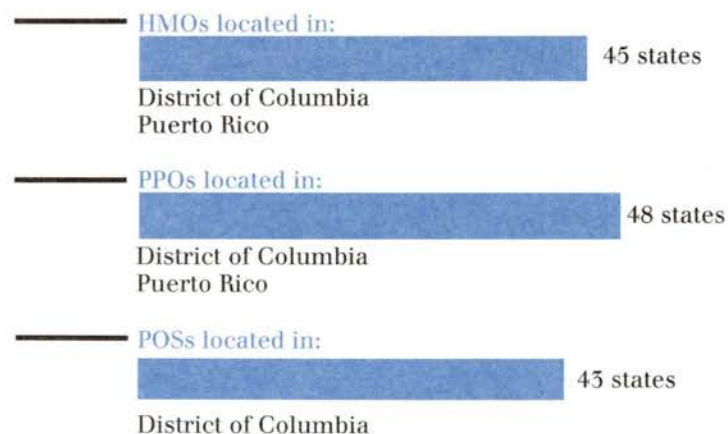 HMOs located in:
45 states
District of Columbia
Puerto Rico
PPOs located in:
48 states
District of Columbia
Puerto Rico
POSs located in:
43 states
District of Columbia